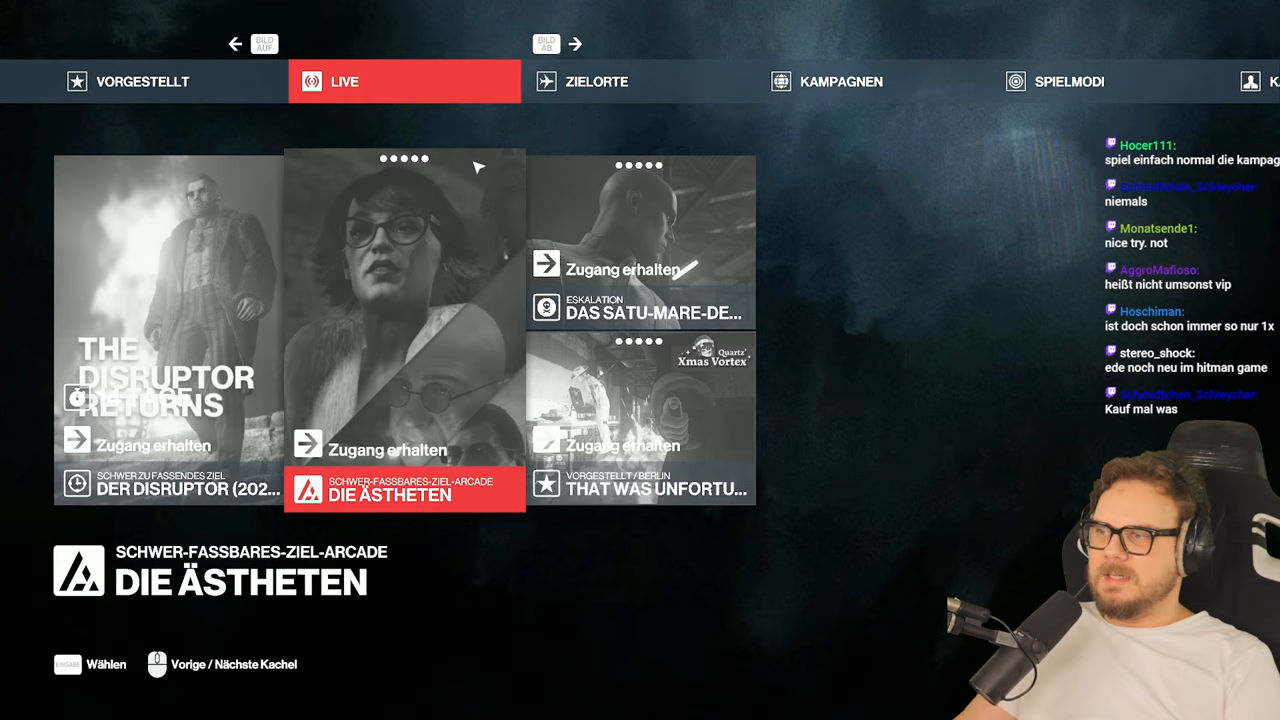 BILD
AUF
BILD
AB
VORGESTELLT
LIVE
ZIELORTE
KAMPAGNEN
SPIELMODI
K
THE
DISRUPTOR
RETURNS
Zugang erhalten
SCHWER ZU FASSENDES ZIEL
DER DISRUPTOR (202...
Zugang erhalten
SCHWER-FASSBARES-ZIEL-ARCADE
DIE ÄSTHETEN
Zugang erhalten
ESKALATION
DAS SATU-MARE-DE...
Quartz'
Xmas Vortex
Zugang erhalten
VORGESTELLT / BERLIN
THAT WAS UNFORTU...
SCHWER-FASSBARES-ZIEL-ARCADE
DIE ÄSTHETEN
EINGABE
Wählen
Vorige / Nächste Kachel
Hocer111:
spiel einfach normal die kampag
Schmidtchen_Schleycher:
niemals
Monatsende1:
nice try. not
AggroMafioso:
heißt nicht umsonst vip
Hoschiman:
ist doch schon immer so nur 1x
stereo_shock:
ede noch neu im hitman game
Schmidtchen_Schleycher:
Kauf mal was